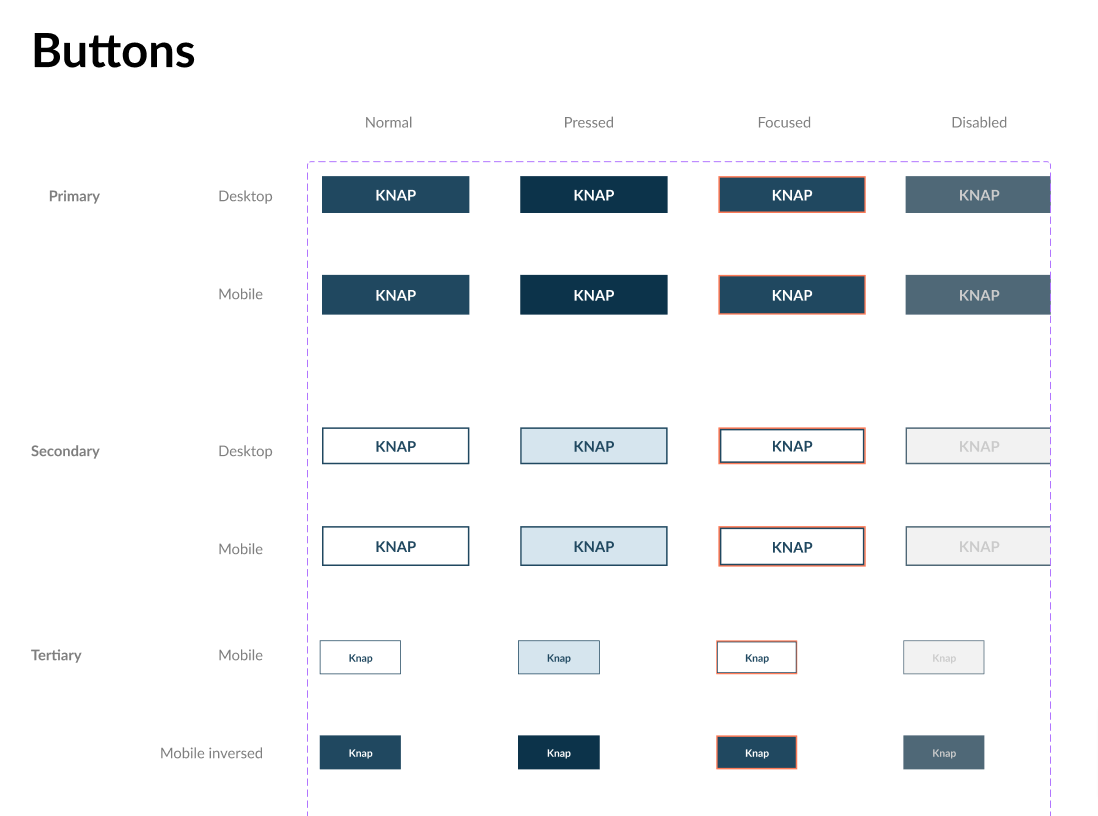 Buttons
Normal Pressed Focused Disabled
Primary Desktop KNAP KNAP KNAP KNAP
Mobile KNAP KNAP KNAP KNAP
Secondary Desktop KNAP KNAP KNAP KNAP
Mobile KNAP KNAP KNAP KNAP
Tertiary Mobile Knap Knap Knap Knap
Mobile inversed Knap Knap Knap Knap